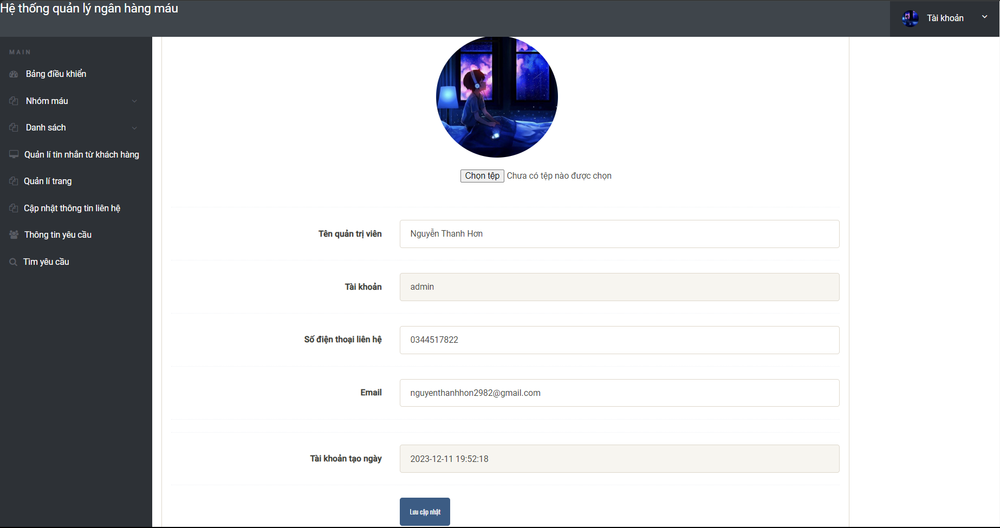 Hệ thống quản lý ngân hàng máu
Tài khoản
MAIN
Bảng điều khiển
Nhóm máu
Danh sách
Quản lí tin nhắn từ khách hàng
Quản lí trang
Cập nhật thông tin liên hệ
Thông tin yêu cầu
Tìm yêu cầu
Chọn tệp Chưa có tệp nào được chọn
Tên quản trị viên Nguyễn Thanh Hơn
Tài khoản admin
Số điện thoại liên hệ 0344517822
Email nguyenthanhhon2982@gmail.com
Tài khoản tạo ngày 2023-12-11 19:52:18
Lưu cập nhật